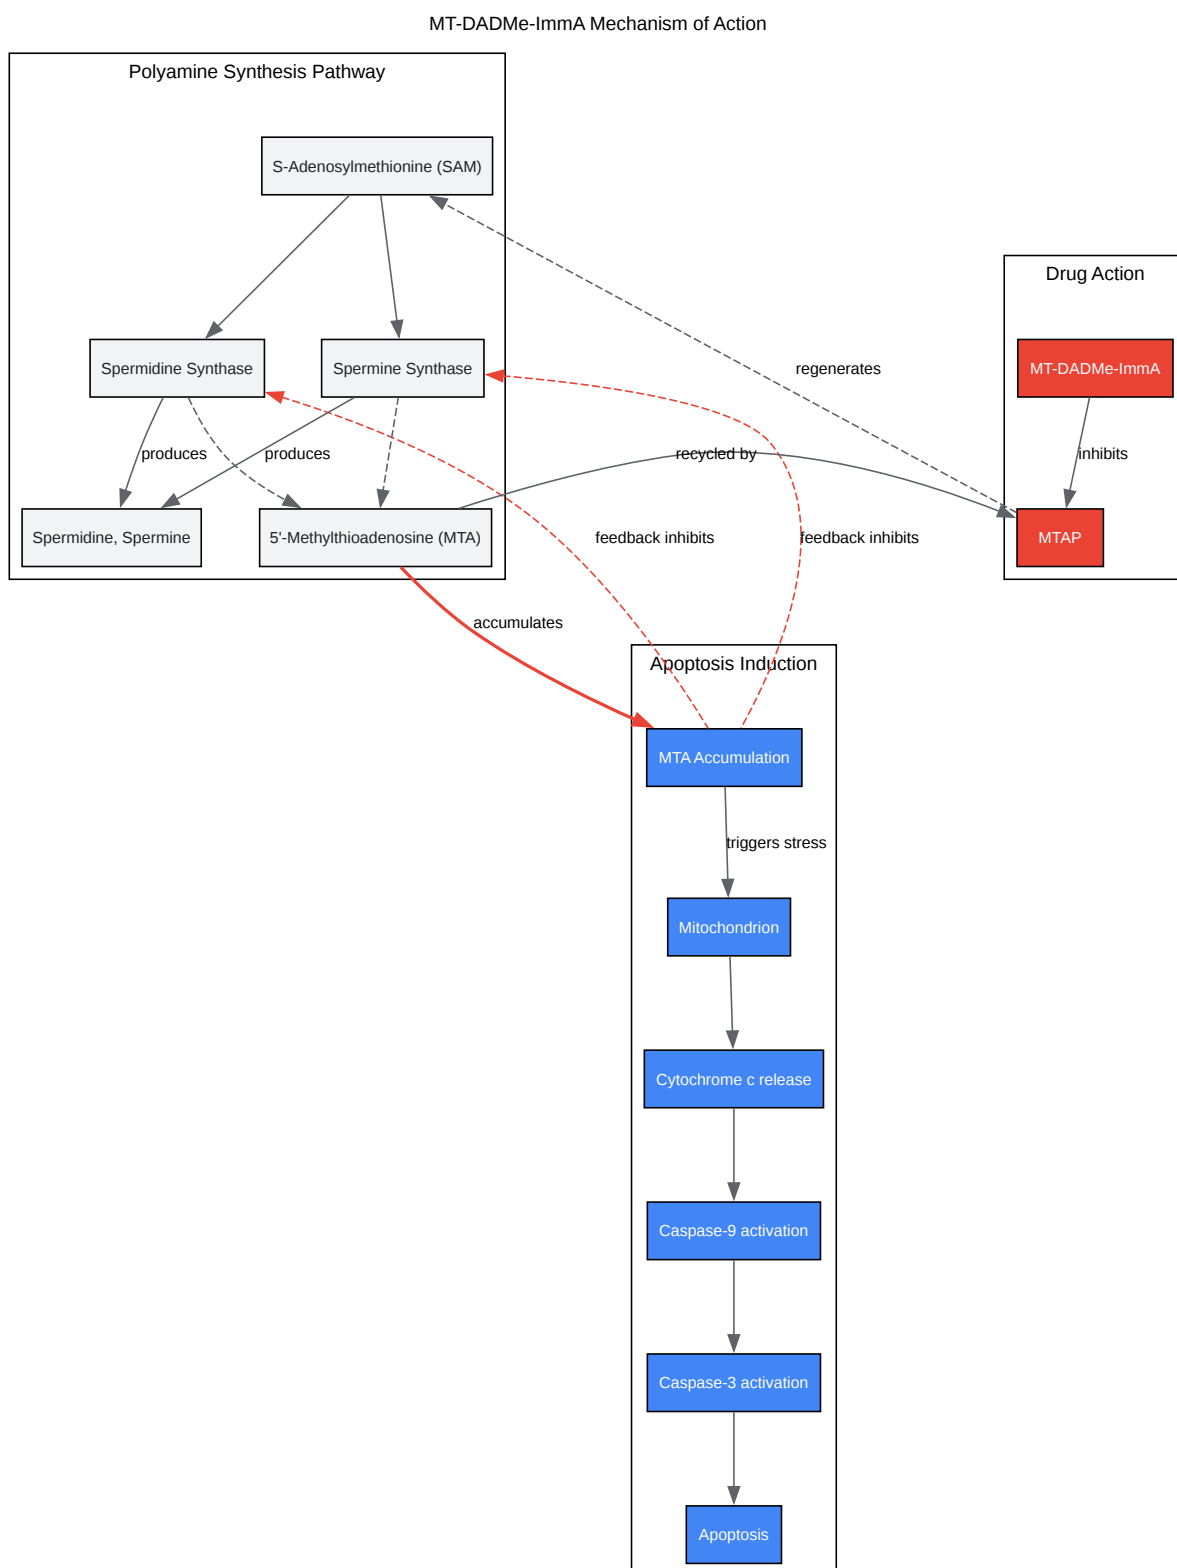 MT-DADMe-ImmA Mechanism of Action
Polyamine Synthesis Pathway
S-Adenosylmethionine (SAM)
Drug Action
Spermidine Synthase
Spermine Synthase
regenerates
MT-DADMe-ImmA
produces
produces
recycled by
inhibits
Spermidine, Spermine
5'-Methylthioadenosine (MTA)
feedback inhibits
feedback inhibits
MTAP
accumulates
Apoptosis Induction
MTA Accumulation
triggers stress
Mitochondrion
Cytochrome c release
Caspase-9 activation
Caspase-3 activation
Apoptosis